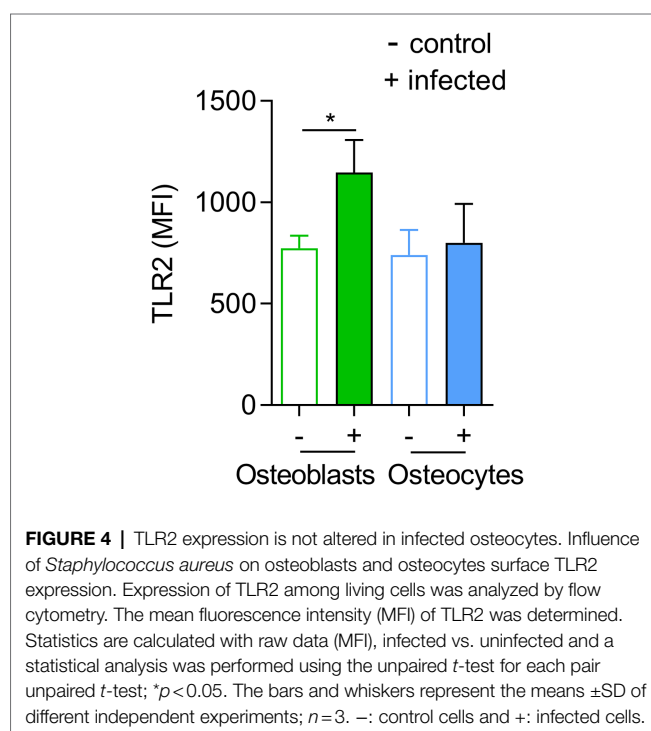 - control
+ infected
1500
*
1000
TLR2 (MFI)
500
0
- + - +
Osteoblasts Osteocytes
FIGURE 4 | TLR2 expression is not altered in infected osteocytes. Influence
of Staphylococcus aureus on osteoblasts and osteocytes surface TLR2
expression. Expression of TLR2 among living cells was analyzed by flow
cytometry. The mean fluorescence intensity (MFI) of TLR2 was determined.
Statistics are calculated with raw data (MFI), infected vs. uninfected and a
statistical analysis was performed using the unpaired t-test for each pair
unpaired t-test; *p<0.05. The bars and whiskers represent the means ±SD of
different independent experiments; n=3. −: control cells and +: infected cells.